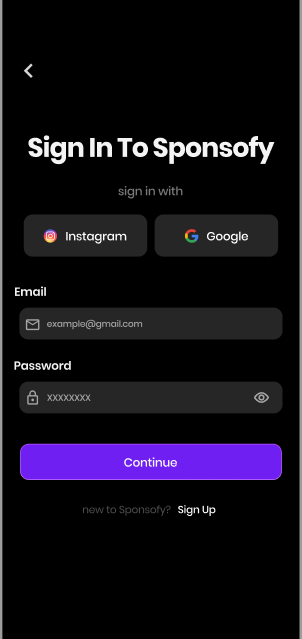 Sign In To Sponsofy
sign in with
Instagram Google
Email
example@gmail.com
Password
xxxxxxxx
Continue
new to Sponsofy? Sign Up